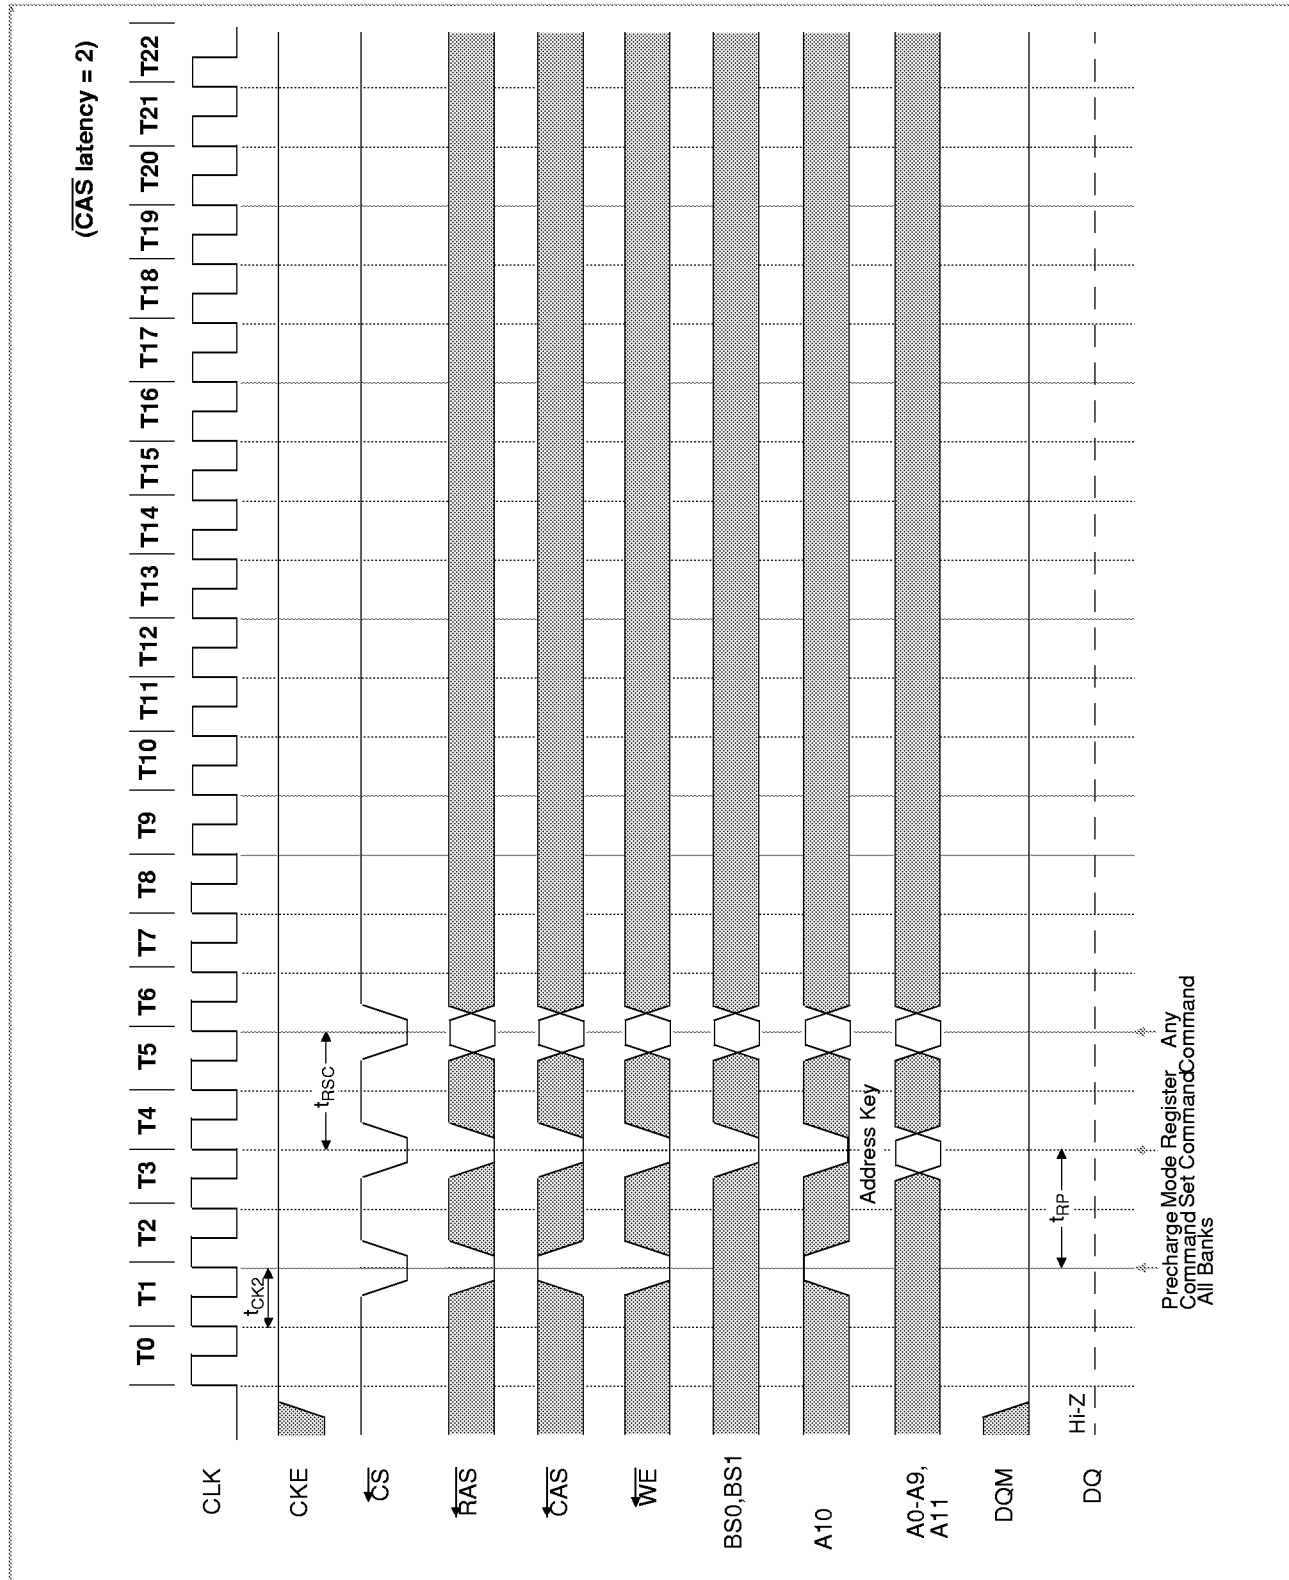 (CAS latency = 2)
T0 T1 T2 T3 T4 T5 T6 T7 T8 T9 T10 T11 T12 T13 T14 T15 T16 T17 T18 T19 T20 T21 T22
CLK
tCK2
CKE
tRSC
CS
RAS
CAS
WE
BS0,BS1
A10
Address Key
A0-A9,
A11
DQM
tRP
Hi-Z
DQ
Precharge
Command
All Banks
Mode Register
Set Command
Any
Command